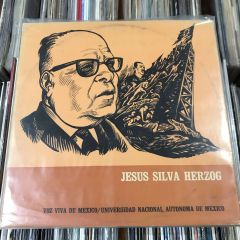 JESUS SILVA HERZOG
VOZ VIVA DE MEXICO/UNIVERSIDAD NACIONAL AUTONOMA DE MEXICO